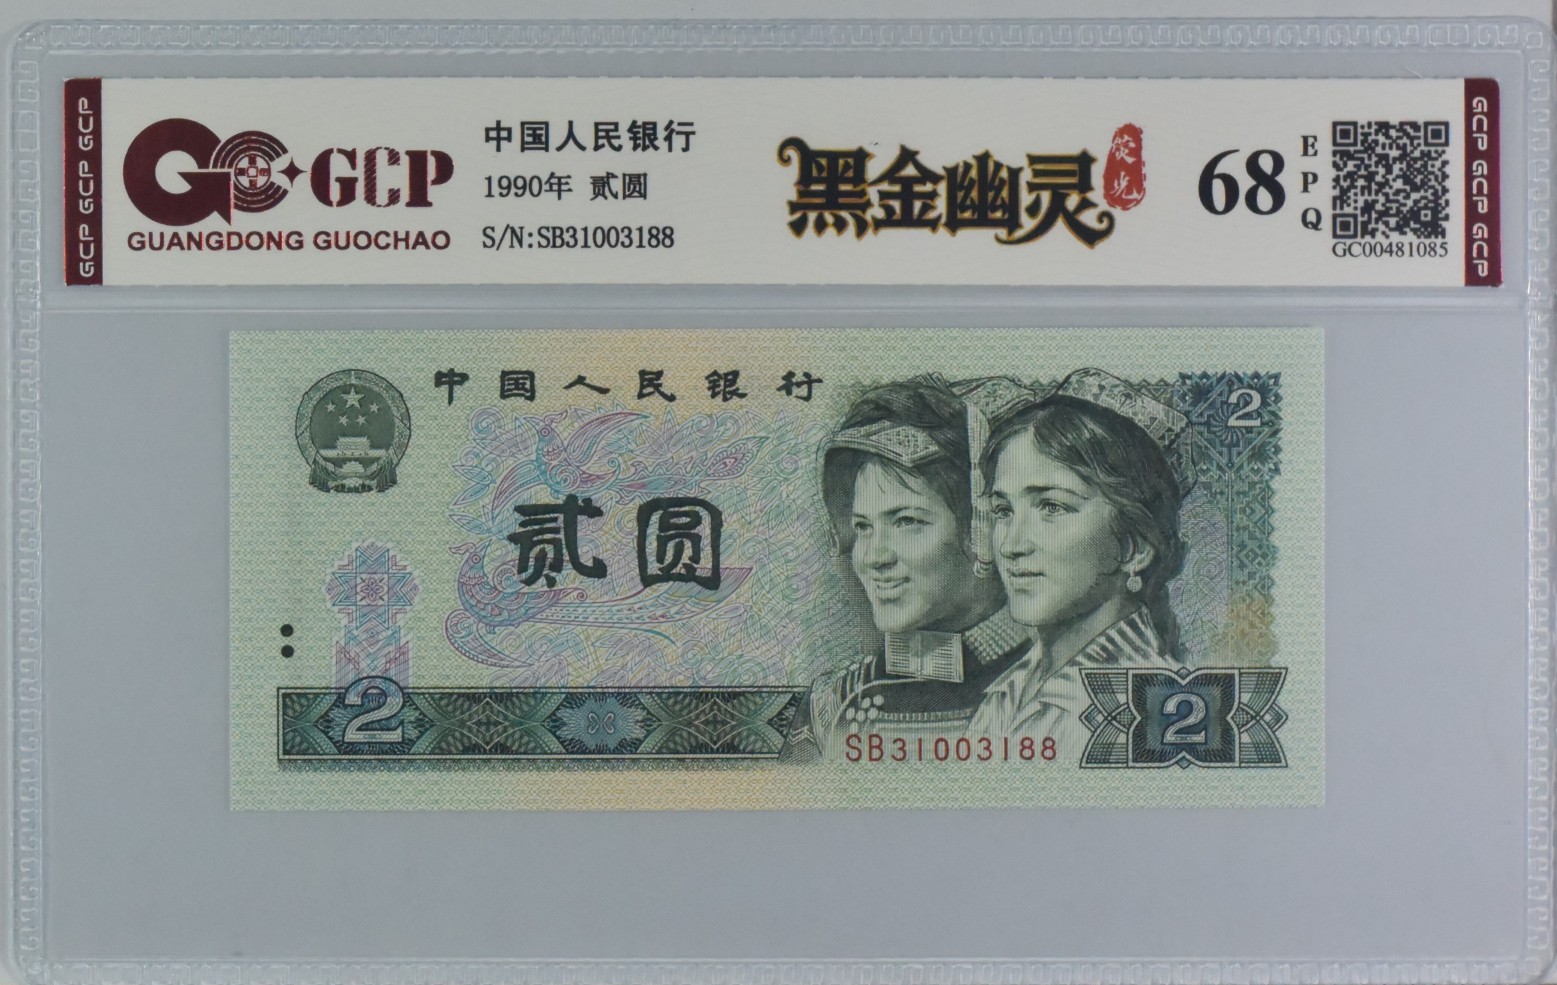 GCP GCP GCP
GCP
GUANGDONG GUOCHAO
中国人民银行
1990年 贰圆
S/N:SB31003188
黑金幽灵
荧光
68
EPQ
GC00481085
GCP GCP GCP
中国人民银行
2
贰圆
2
2
SB31003188